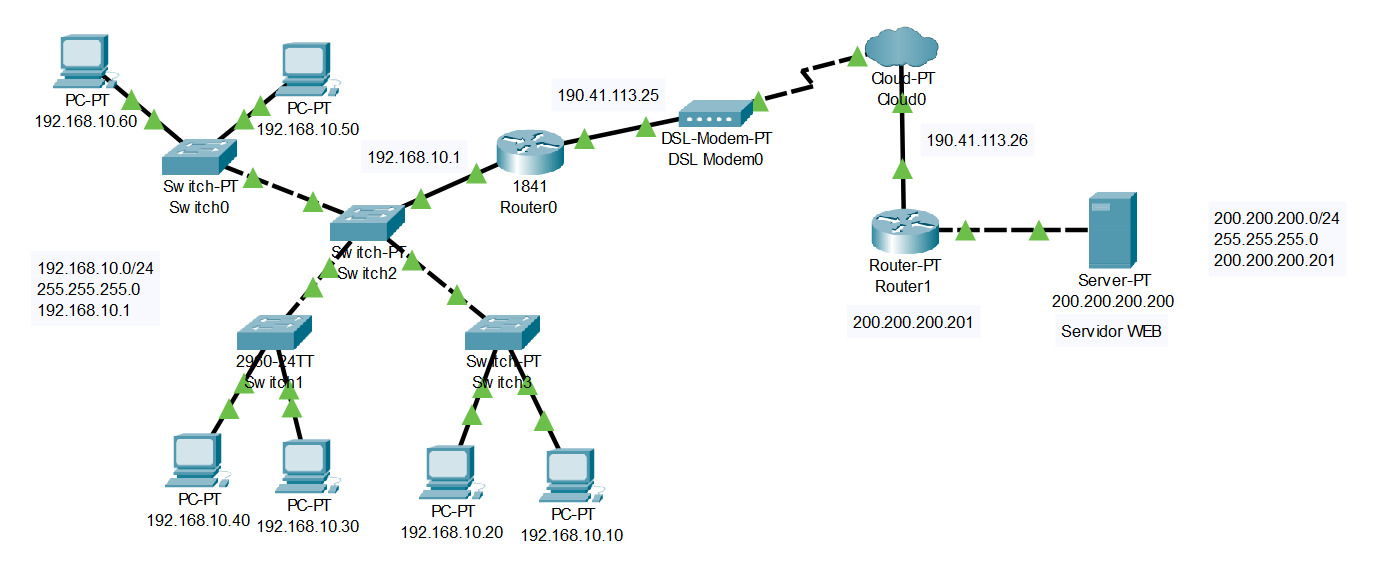 PC-PT
192.168.10.60
PC-PT
192.168.10.50
Switch-PT
Switch0
192.168.10.1
190.41.113.25
1841
Router0
DSL-Modem-PT
DSL Modem0
Cloud-PT
Cloud0
190.41.113.26
Switch-PT
Switch2
192.168.10.0/24
255.255.255.0
192.168.10.1
2950-24TT
Switch1
Switch-PT
Switch3
PC-PT
192.168.10.40
PC-PT
192.168.10.30
PC-PT
192.168.10.20
PC-PT
192.168.10.10
Router-PT
Router1
200.200.200.201
Server-PT
200.200.200.200
Servidor WEB
200.200.200.0/24
255.255.255.0
200.200.200.201